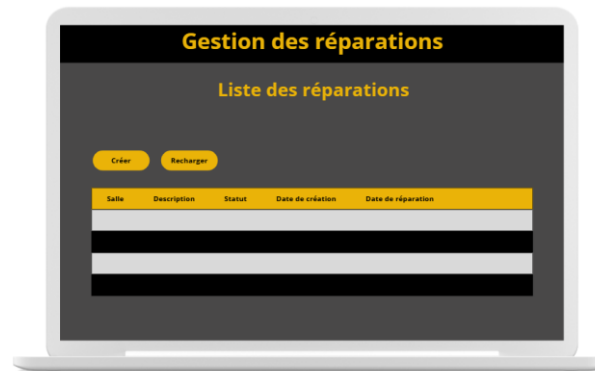 Gestion des réparations
Liste des réparations
Créer Recharger
Salle Description Statut Date de création Date de réparation